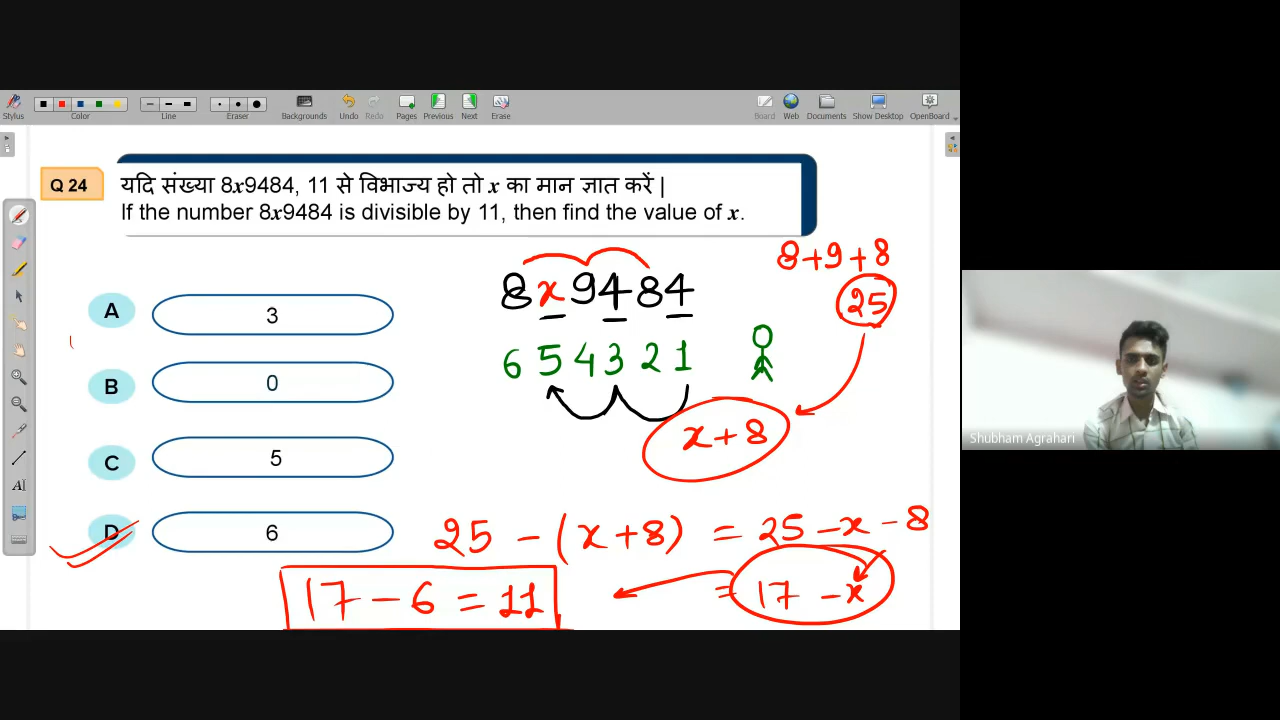 Stylus
Color
Line
Eraser
Backgrounds
Undo
Redo
Pages
Previous
Next
Erase
Board
Web
Documents
Show Desktop
OpenBoard
Q 24
यदि संख्या 8x9484, 11 से विभाज्य हो तो x का मान ज्ञात करें |
If the number 8x9484 is divisible by 11, then find the value of x.
A
3
B
0
C
5
D
6
8x9484
6 5 4 3 2 1
8+9+8
25
x+8
25 - (x+8) = 25 - x - 8
= 17 - x
17 - 6 = 11
AI
Shubham Agrahari